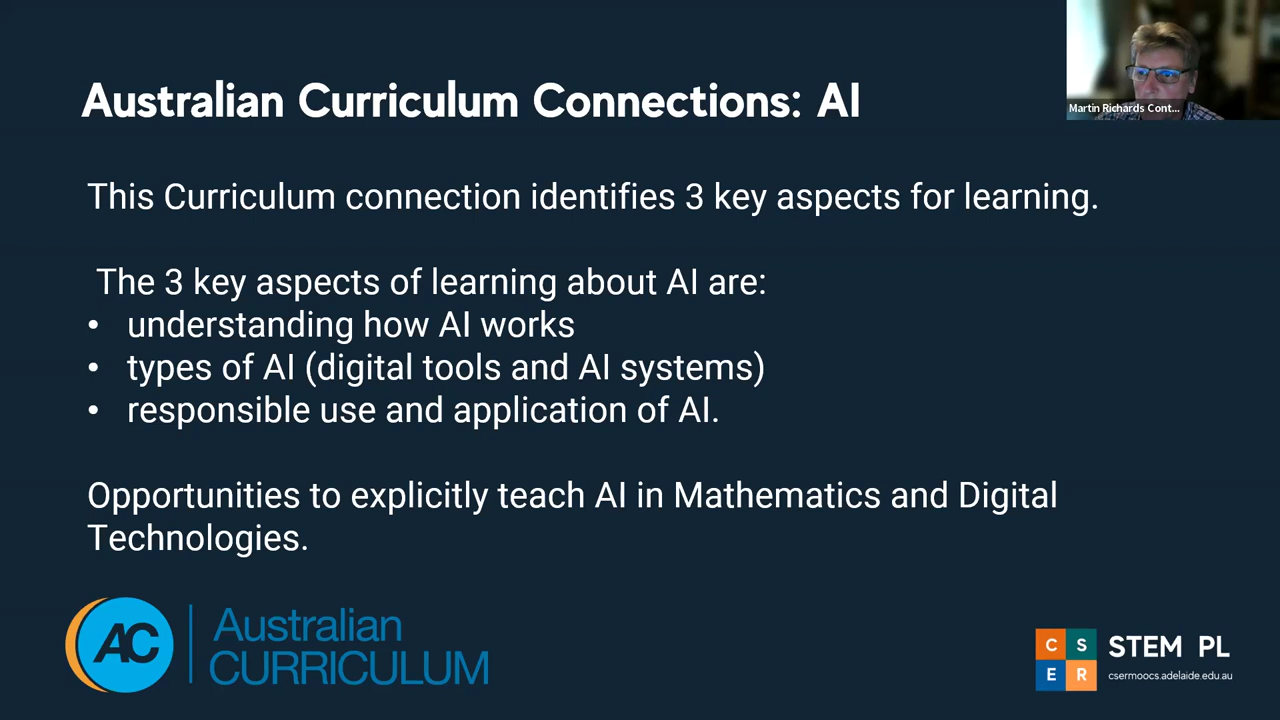 Australian Curriculum Connections: AI
Martin Richards Cont...
This Curriculum connection identifies 3 key aspects for learning.
The 3 key aspects of learning about AI are:
• understanding how AI works
• types of AI (digital tools and AI systems)
• responsible use and application of AI.
Opportunities to explicitly teach AI in Mathematics and Digital
Technologies.
AC
Australian
CURRICULUM
C S
E R
STEM PL
csermoocs.adelaide.edu.au